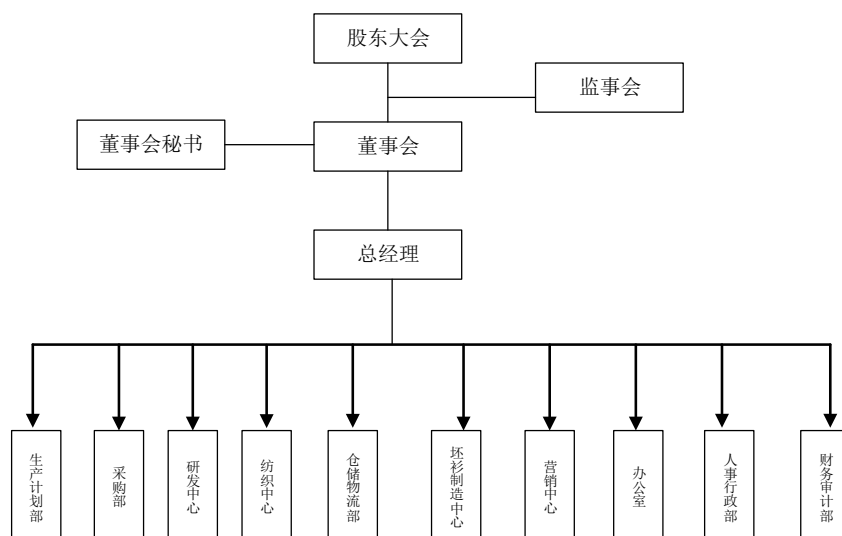 股东大会
监事会
董事会秘书
董事会
总经理
生产计划部
采购部
研发中心
纺织中心
仓储物流部
坯衫制造中心
营销中心
办公室
人事行政部
财务审计部